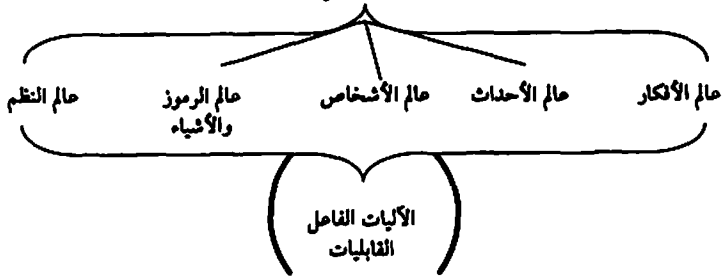 عالم الأفكار عالم الأحداث عالم الأشخاص عالم الرموز والأشياء عالم النظم
الآليات الفاعل
القابليات